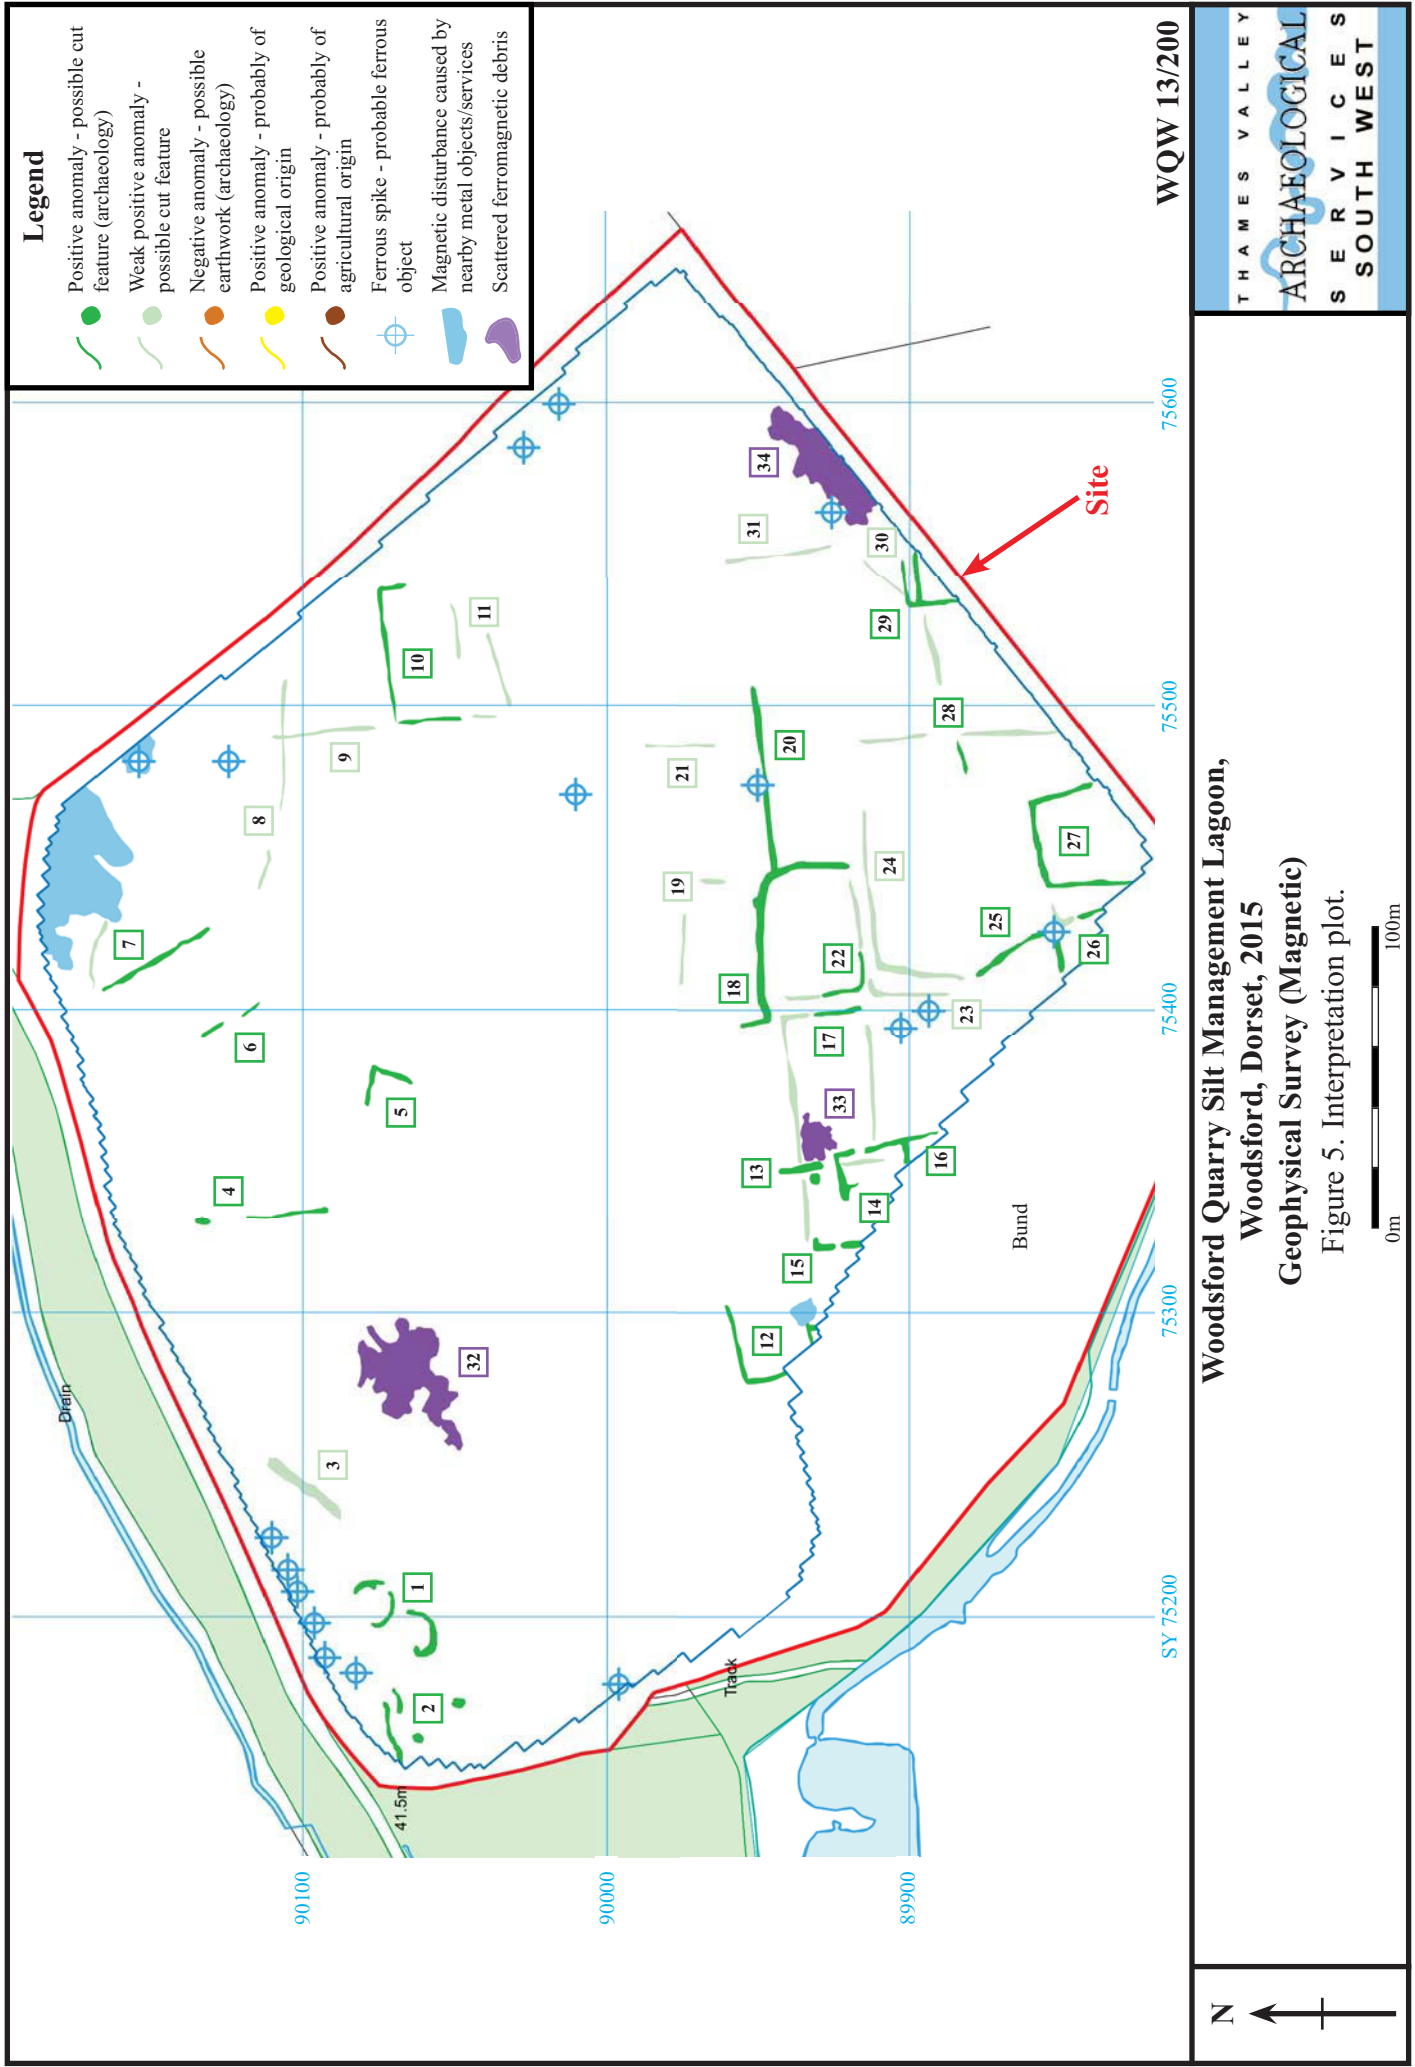 Legend
Positive anomaly - possible cut
feature (archaeology)
Weak positive anomaly -
possible cut feature
Negative anomaly - possible
earthwork (archaeology)
Positive anomaly - probably of
geological origin
Positive anomaly - probably of
agricultural origin
Ferrous spike - probable ferrous
object
Magnetic disturbance caused by
nearby metal objects/services
Scattered ferromagnetic debris
Drain
41.5m
Track
Bund
Site
1
2
3
4
5
6
7
8
9
10
11
12
13
14
15
16
17
18
19
20
21
22
23
24
25
26
27
28
29
30
31
32
33
34
90100
90000
89900
SY 75200
75300
75400
75500
75600
WQW 13/200
N
Woodsford Quarry Silt Management Lagoon,
Woodsford, Dorset, 2015
Geophysical Survey (Magnetic)
Figure 5. Interpretation plot.
0m
100m
THAMES VALLEY
ARCHAEOLOGICAL
SERVICES
SOUTH WEST